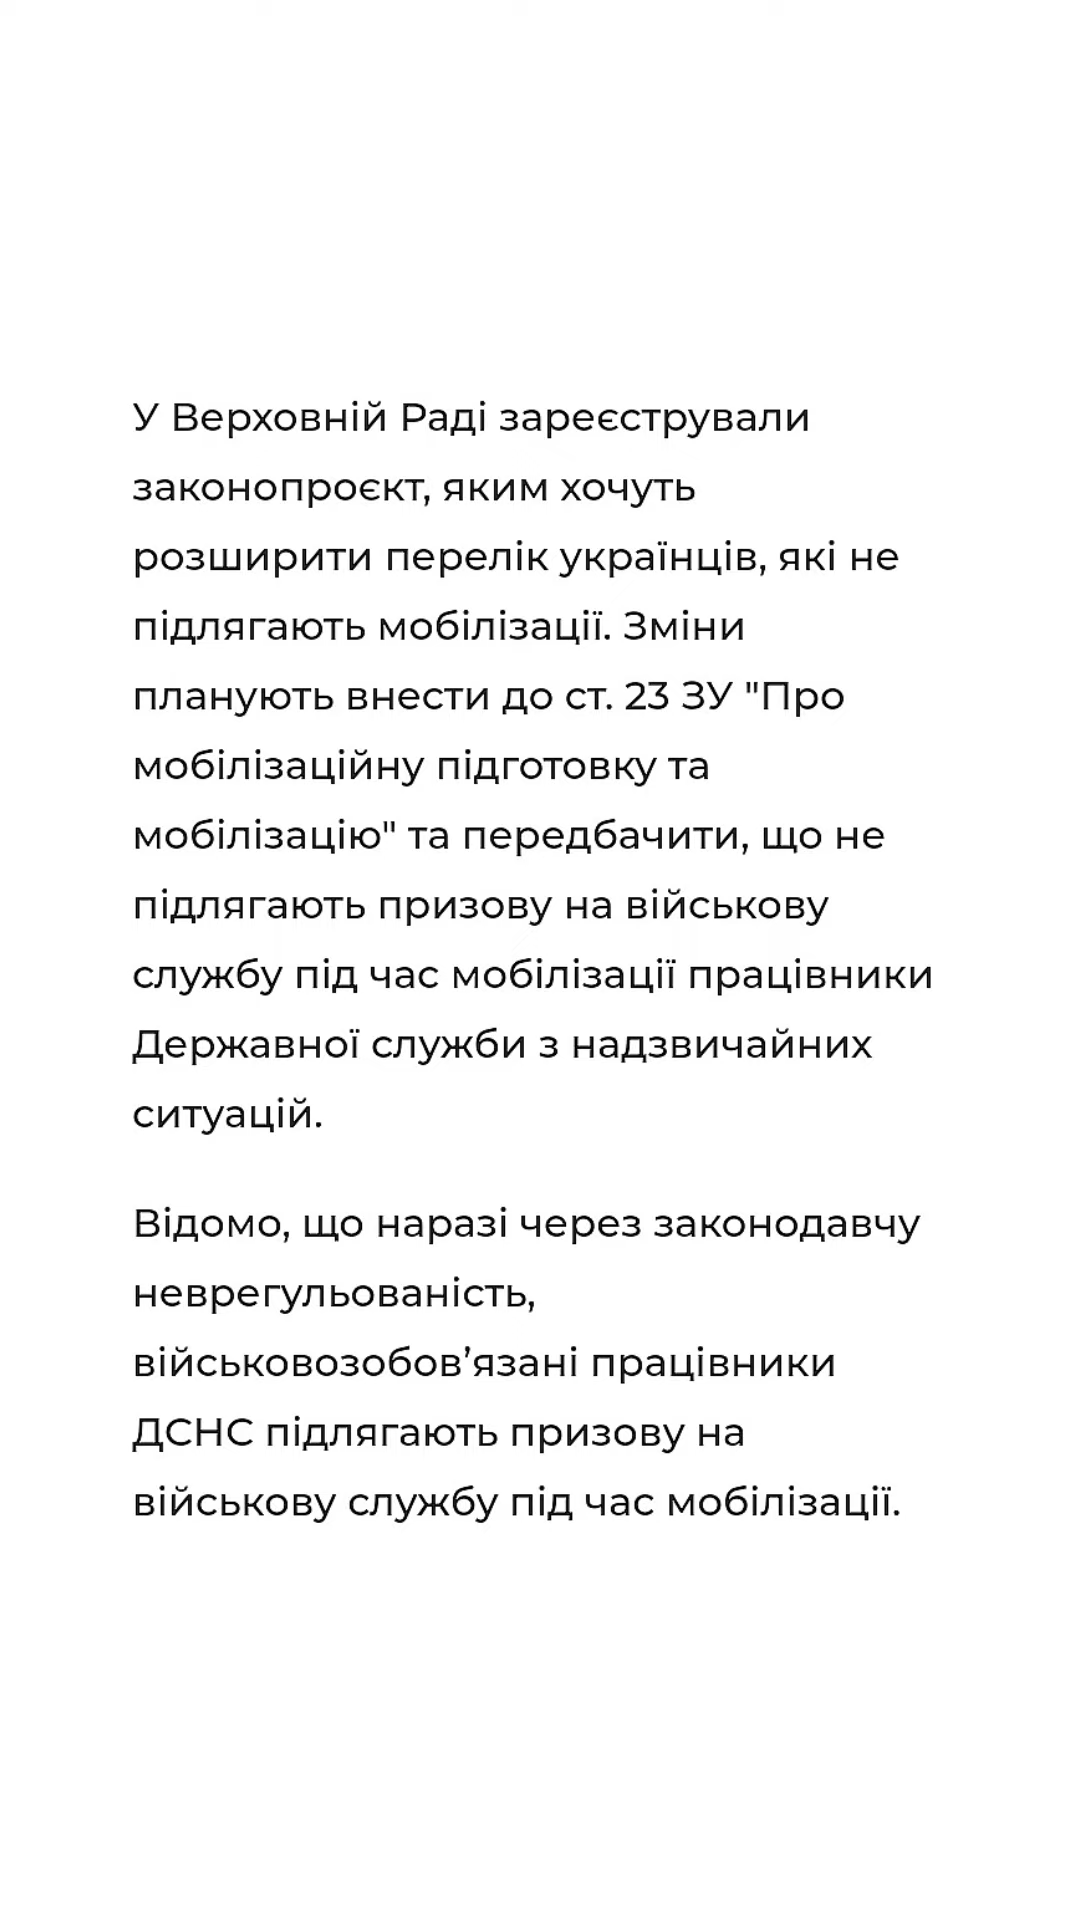 У Верховній Раді зареєстрували
законопроєкт, яким хочуть
розширити перелік українців, які не
підлягають мобілізації. Зміни
планують внести до ст. 23 ЗУ "Про
мобілізаційну підготовку та
мобілізацію" та передбачити, що не
підлягають призову на військову
службу під час мобілізації працівники
Державної служби з надзвичайних
ситуацій.
Відомо, що наразі через законодавчу
неврегульованість,
військовозобов’язані працівники
ДСНС підлягають призову на
військову службу під час мобілізації.